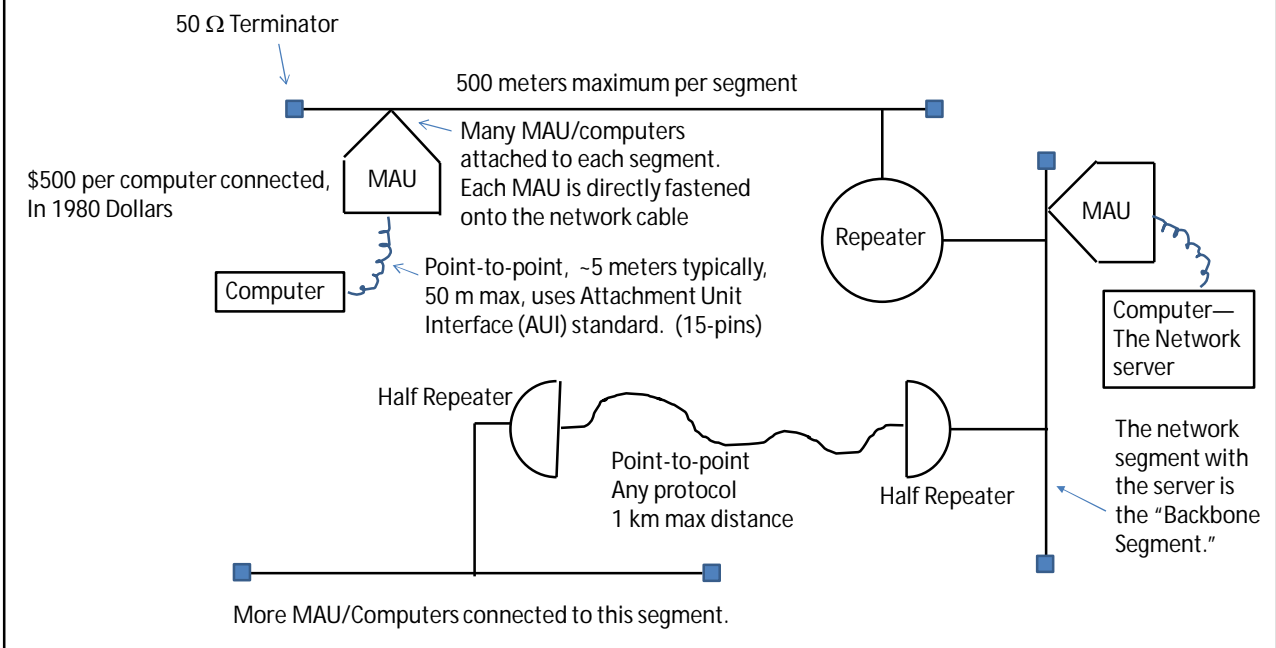 50 Ω Terminator
500 meters maximum per segment
Many MAU/computers
attached to each segment.
Each MAU is directly fastened
onto the network cable
MAU
$500 per computer connected,
In 1980 Dollars
Repeater
MAU
Computer
Point-to-point, ~5 meters typically,
50 m max, uses Attachment Unit
Interface (AUI) standard. (15-pins)
Computer—
The Network
server
Half Repeater
Point-to-point
Any protocol
1 km max distance
Half Repeater
The network
segment with
the server is
the “Backbone
Segment.”
More MAU/Computers connected to this segment.